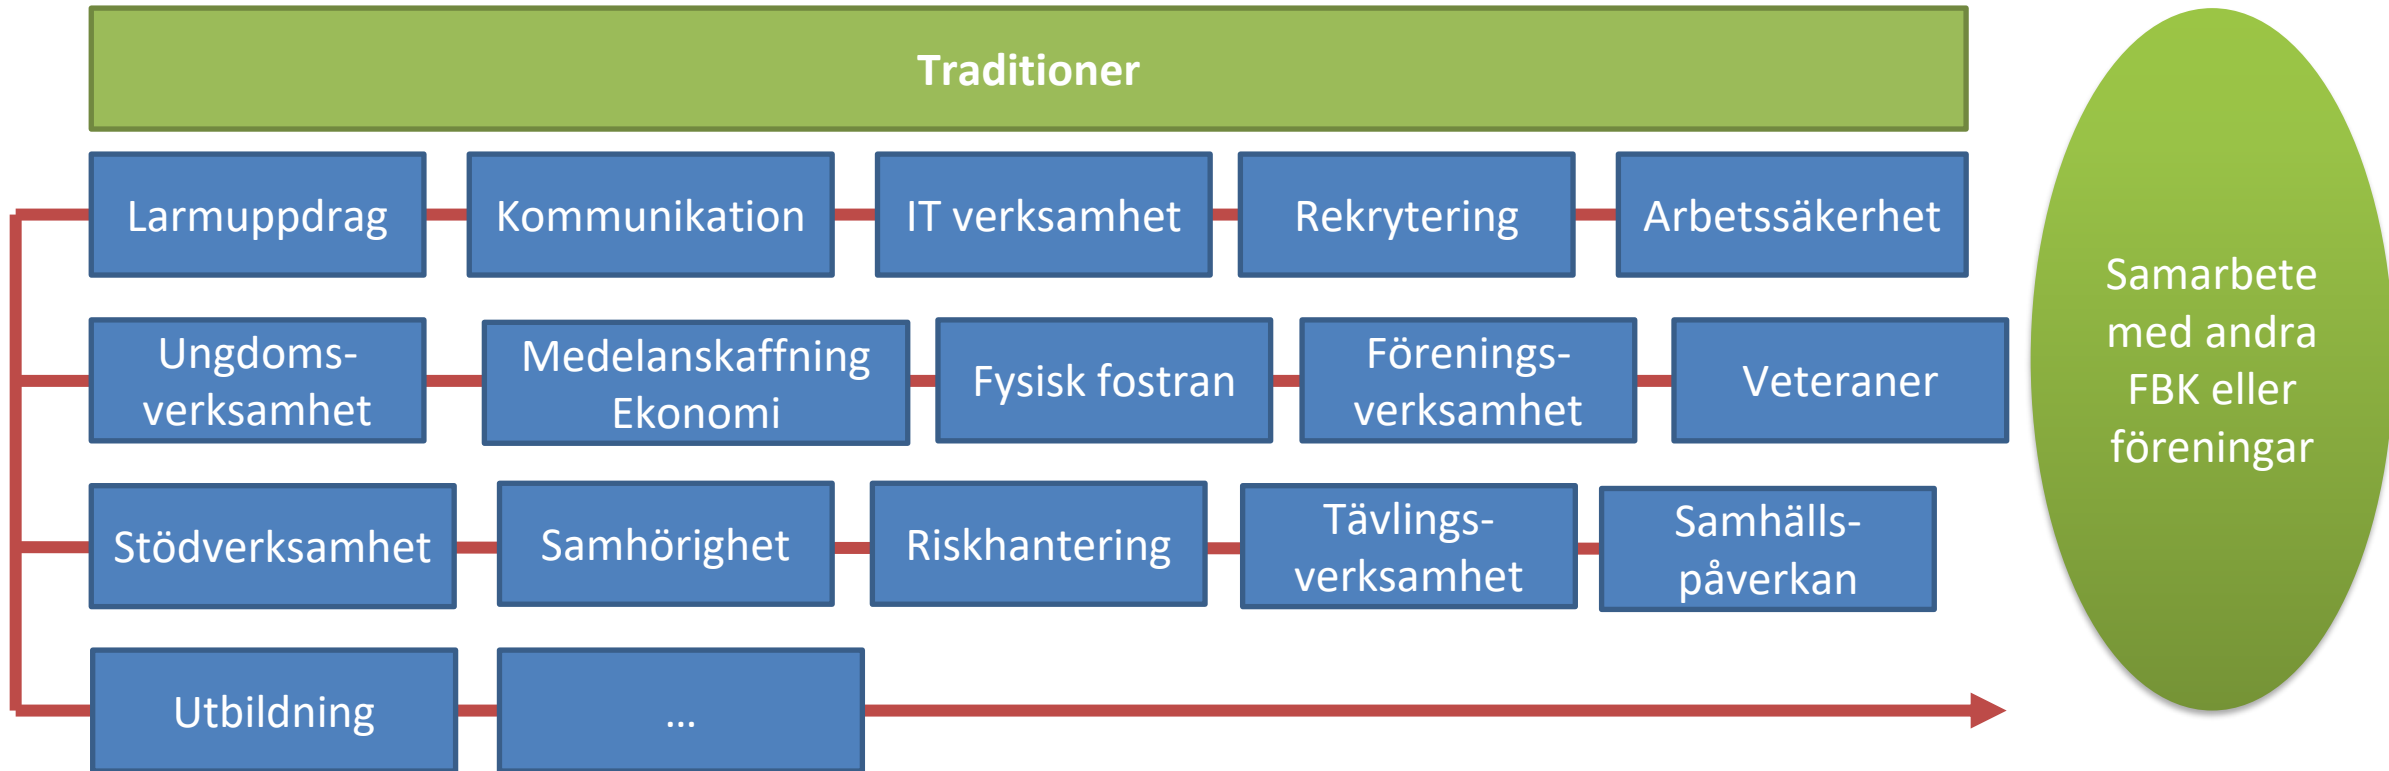 Traditioner
Larmuppdrag
Kommunikation
IT verksamhet
Rekrytering
Arbetssäkerhet
Ungdoms-
verksamhet
Medelanskaffning
Ekonomi
Fysisk fostran
Förenings-
verksamhet
Veteraner
Stödverksamhet
Samhörighet
Riskhantering
Tävlings-
verksamhet
Samhälls-
påverkan
Utbildning
...
Samarbete
med andra
FBK eller
föreningar